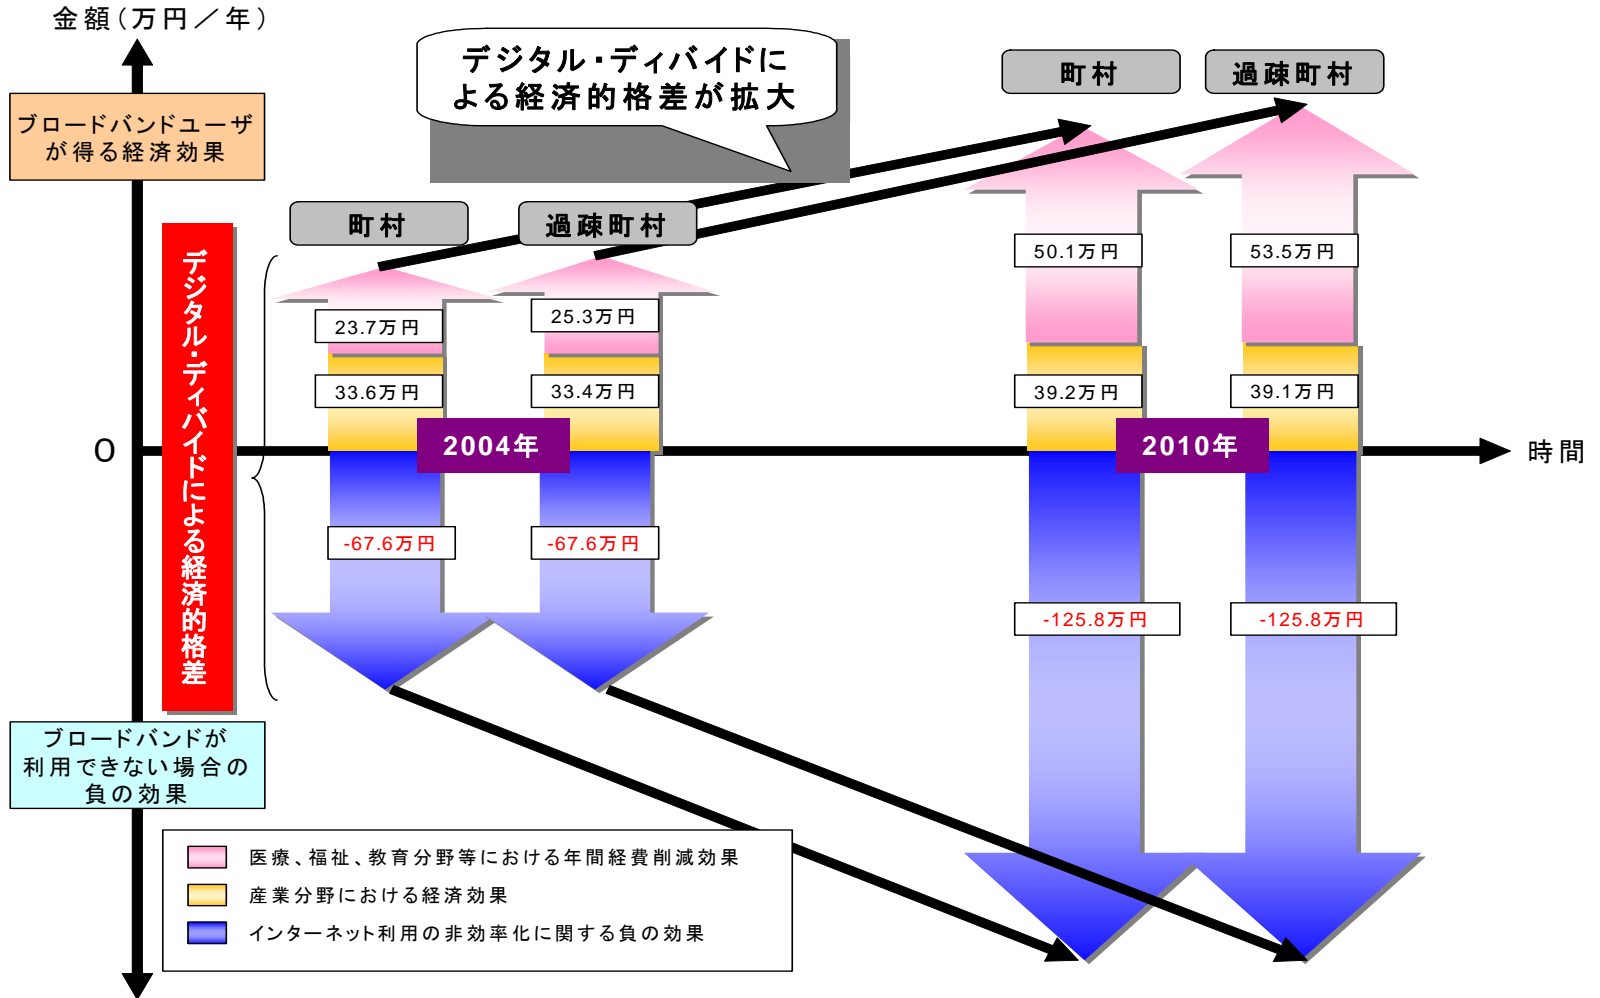 金額(万円／年)
デジタル・ディバイドに
よる経済的格差が拡大
町村
過疎町村
ブロードバンドユーザ
が得る経済効果
町村
過疎町村
デジタル・ディバイドによる経済的格差
50.1万円
53.5万円
23.7万円
25.3万円
33.6万円
33.4万円
39.2万円
39.1万円
0
2004年
2010年
時間
-67.6万円
-67.6万円
-125.8万円
-125.8万円
ブロードバンドが
利用できない場合の
負の効果
医療、福祉、教育分野等における年間経費削減効果
産業分野における経済効果
インターネット利用の非効率化に関する負の効果